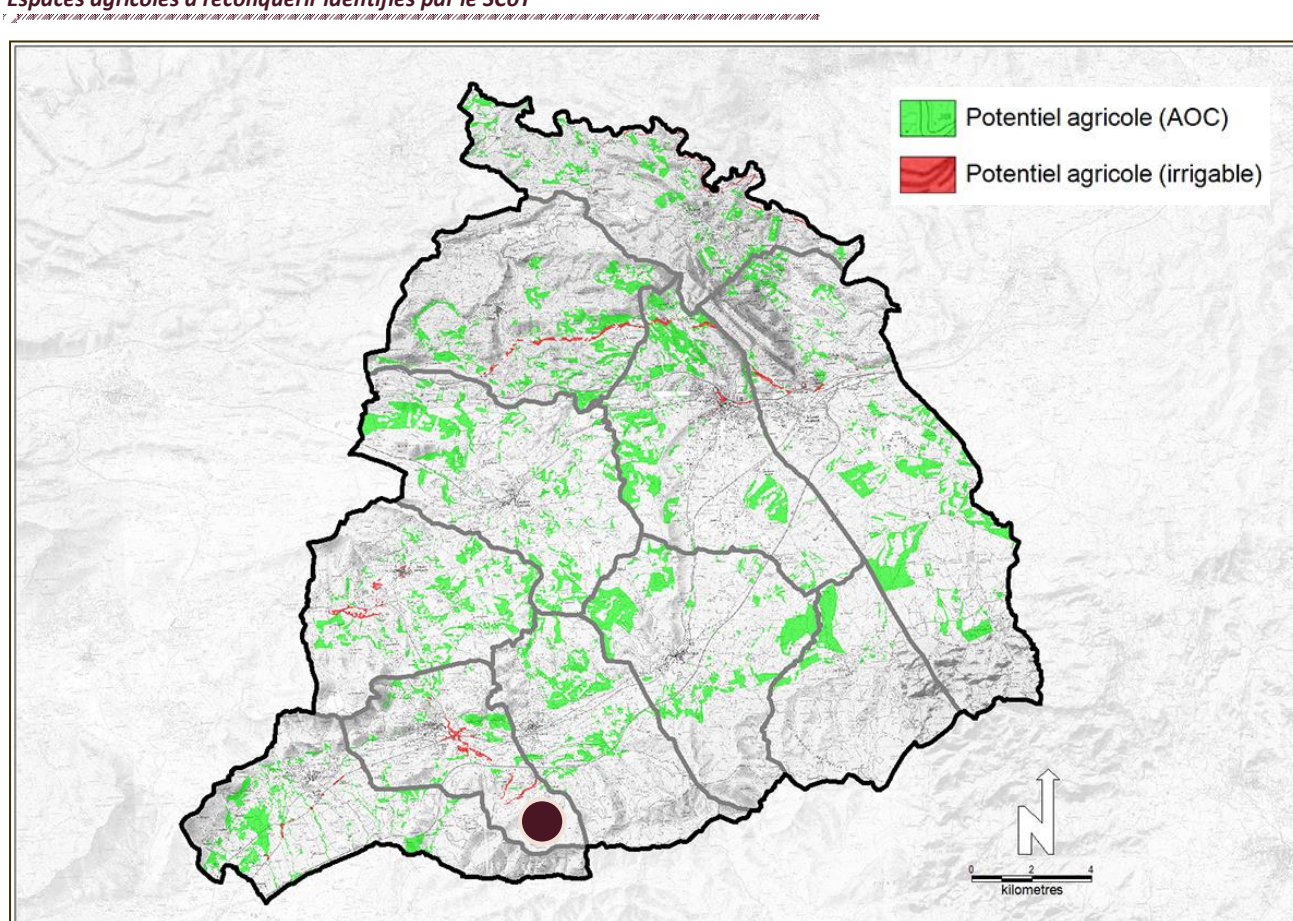 Espaces agricoles à reconquérir identifiés par le SCoT
Potentiel agricole (AOC)
Potentiel agricole (irrigable)
N
0 2 4
kilometres